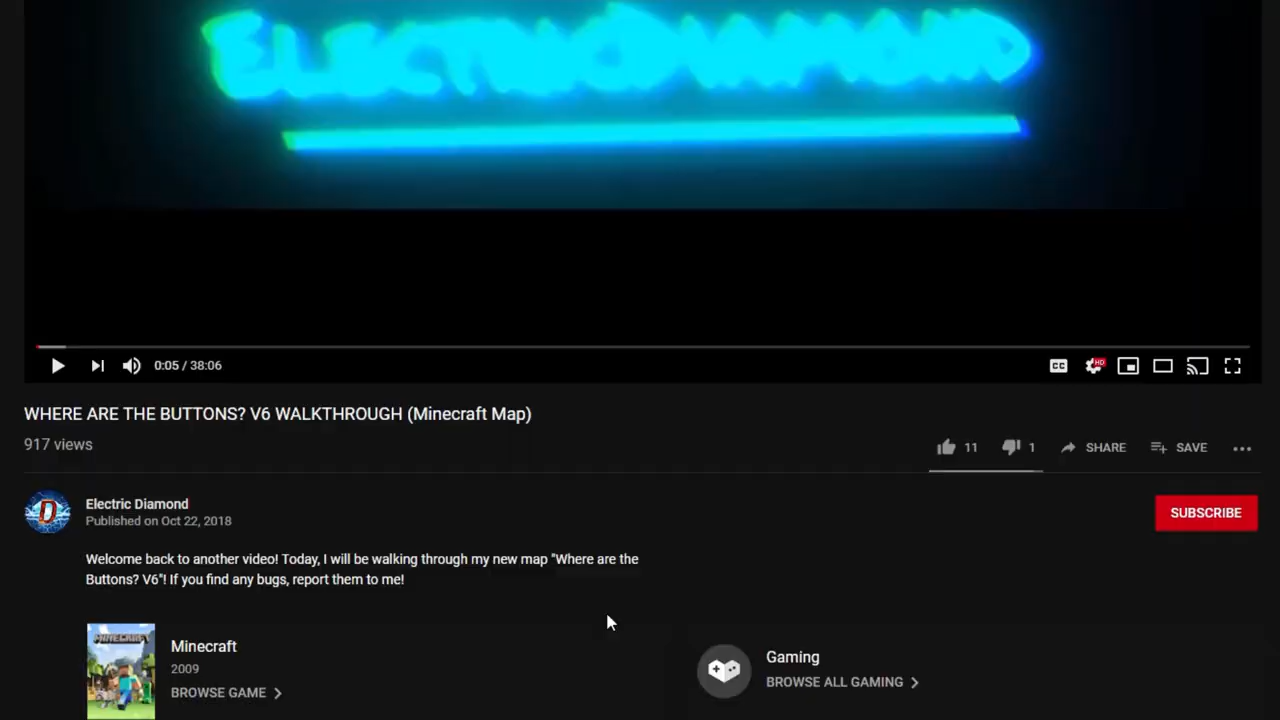 ELECTRICDIAMOND
0:05 / 38:06
CC
HD
WHERE ARE THE BUTTONS? V6 WALKTHROUGH (Minecraft Map)
917 views
11
1
SHARE
SAVE
Electric Diamond
Published on Oct 22, 2018
SUBSCRIBE
D
Welcome back to another video! Today, I will be walking through my new map "Where are the
Buttons? V6"! If you find any bugs, report them to me!
MINECRAFT
Minecraft
2009
BROWSE GAME
Gaming
BROWSE ALL GAMING